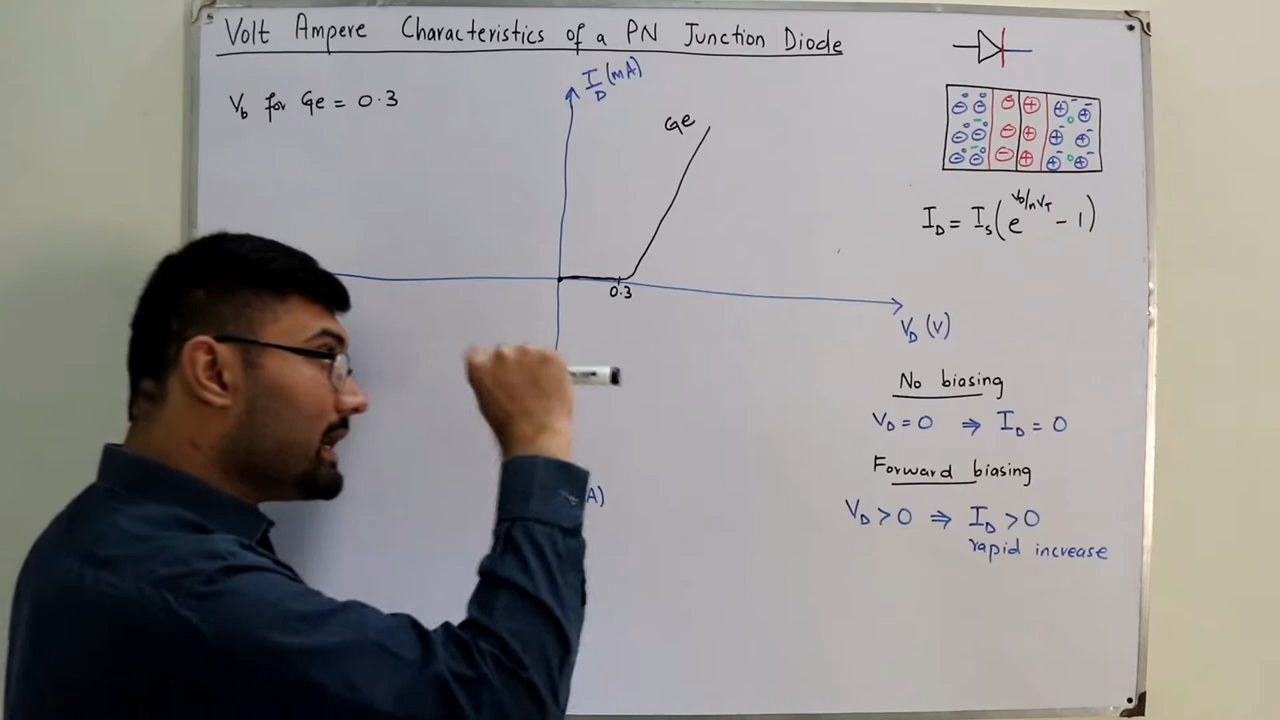 Volt Ampere Characteristics of a PN Junction Diode
V_b for Ge = 0.3
I_D (mA)
Ge
0.3
V_D (V)
A)
I_D = I_s (e^{V_D/nV_T} - 1)
No biasing
V_D = 0 ⇒ I_D = 0
Forward biasing
V_D > 0 ⇒ I_D > 0
rapid increase